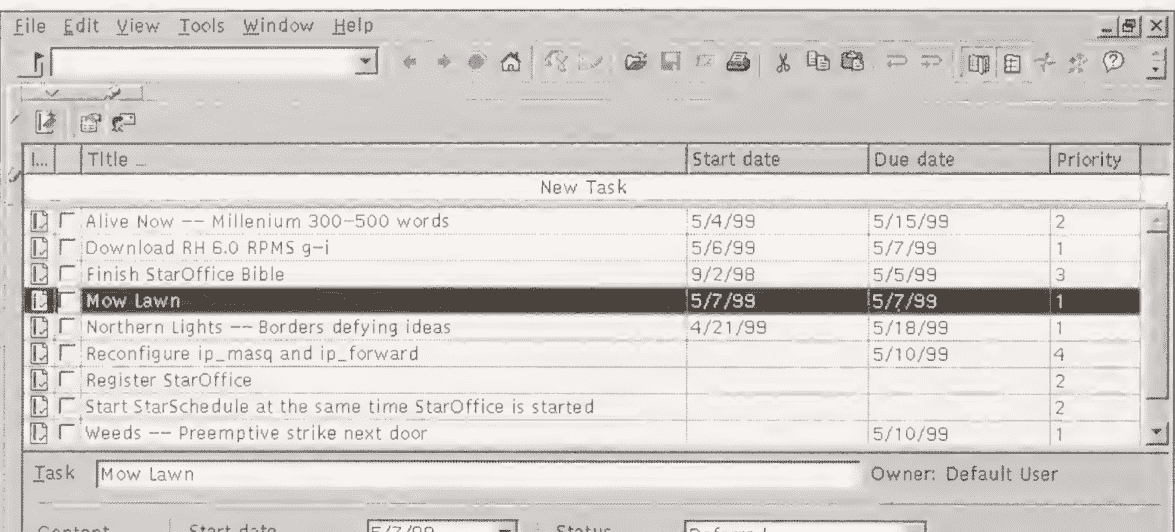 File Edit View Tools Window Help
I... Title ... Start date Due date Priority
New Task
Alive Now -- Millenium 300-500 words 5/4/99 5/15/99 2
Download RH 6.0 RPMS g-i 5/6/99 5/7/99 1
Finish StarOffice Bible 9/2/98 5/5/99 3
Mow Lawn 5/7/99 5/7/99 1
Northern Lights -- Borders defying ideas 4/21/99 5/18/99 1
Reconfigure ip_masq and ip_forward 5/10/99 4
Register StarOffice 2
Start StarSchedule at the same time StarOffice is started 2
Weeds -- Preemptive strike next door 5/10/99 1
Task Mow Lawn Owner: Default User
Content Start date 5/7/99 Status Deferred